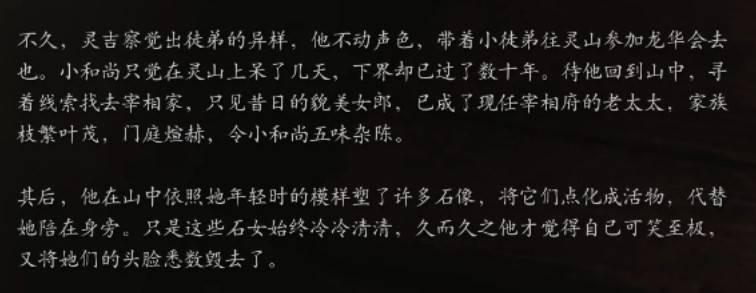 不久，灵吉察觉出徒弟的异样，他不动声色，带着小徒弟往灵山参加龙华会去
也。小和尚只觉在灵山上呆了几天，下界却已过了数十年。待他回到山中，寻
着线索找去宰相家，只见昔日的貌美女郎，已成了现任宰相府的老太太，家族
枝繁叶茂，门庭煊赫，令小和尚五味杂陈。
其后，他在山中依照她年轻时的模样塑了许多石像，将它们点化成活物，代替
她陪在身旁。只是这些石女始终冷冷清清，久而久之他才觉得自己可笑至极，
又将她们的头脸悉数毁去了。